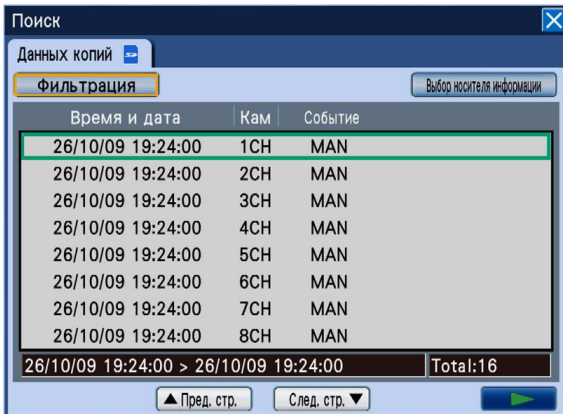 Поиск
Данных копий
Фильтрация Выбор носителя информации
Время и дата Кам Событие
26/10/09 19:24:00 1CH MAN
26/10/09 19:24:00 2CH MAN
26/10/09 19:24:00 3CH MAN
26/10/09 19:24:00 4CH MAN
26/10/09 19:24:00 5CH MAN
26/10/09 19:24:00 6CH MAN
26/10/09 19:24:00 7CH MAN
26/10/09 19:24:00 8CH MAN
26/10/09 19:24:00 > 26/10/09 19:24:00 Total:16
▲ Пред. стр. След. стр. ▼